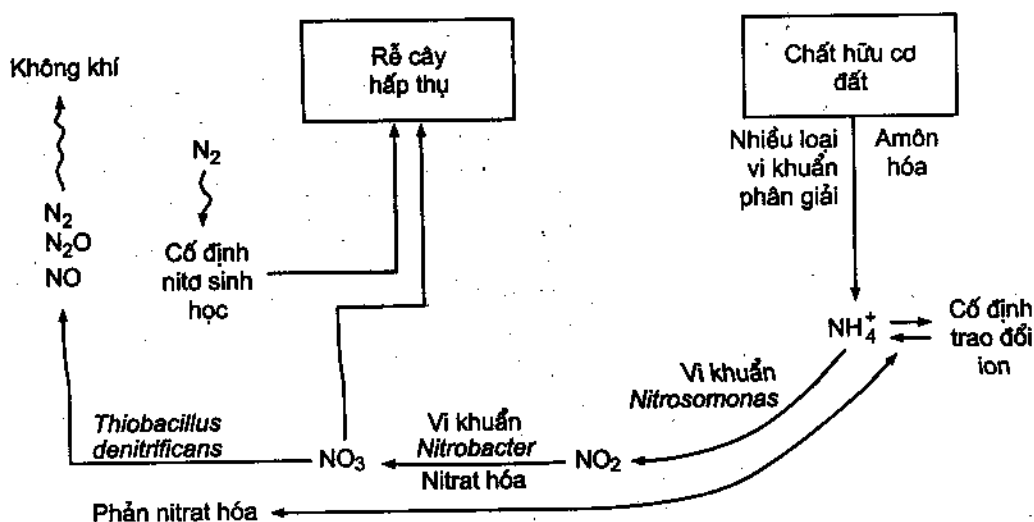 Không khí
Rễ cây
hấp thụ
Chất hữu cơ
đất
Nhiều loại
vi khuẩn
phân giải
Amôn
hóa
N2
N2
N2O
NO
Cố định
nitơ sinh
học
NH4+
Cố định
trao đổi
ion
Vi khuẩn
Nitrosomonas
Thiobacillus
denitrificans
Vi khuẩn
Nitrobacter
NO3
NO2
Nitrat hóa
Phản nitrat hóa